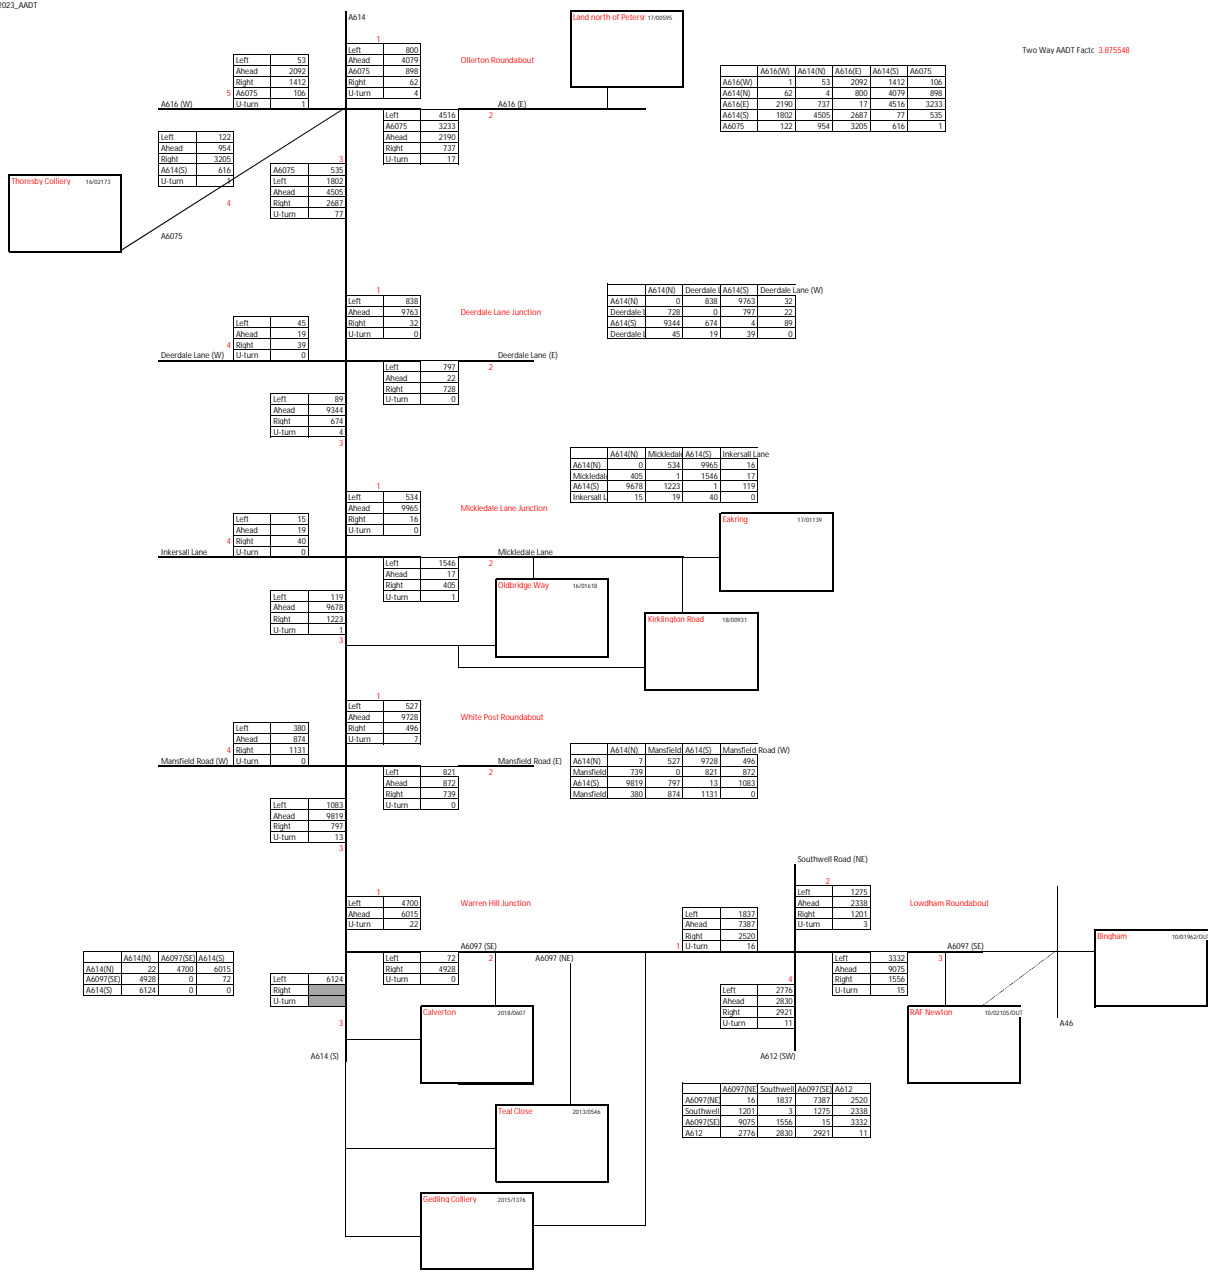 2023_AADT
A614
Land north of Petersr 17/00595
1
Left 800
Ahead 4079
A6075 898
Right 62
U-turn 4
Ollerton Roundabout
Two Way AADT Factc 3.875548
Left 53
Ahead 2092
Right 1412
5 A6075 106
U-turn 1
A616 (W)
A616 (E)
2
A616(W) A614(N) A616(E) A614(S) A6075
A616(W) 1 53 2092 1412 106
A614(N) 62 4 800 4079 898
A616(E) 2190 737 17 4516 3233
A614(S) 1802 4505 2687 77 535
A6075 122 954 3205 616 1
Left 4516
A6075 3233
Ahead 2190
Right 737
U-turn 17
Left 122
Ahead 954
Right 3205
A614(S) 616
U-turn 1
4
3
A6075 535
Left 1802
Ahead 4505
Right 2687
U-turn 77
Thoresby Colliery 16/02173
A6075
1
Left 838
Ahead 9763
Right 32
U-turn 0
Deerdale Lane Junction
A614(N) Deerdale L A614(S) Deerdale Lane (W)
A614(N) 0 838 9763 32
Deerdale L 728 0 797 22
A614(S) 9344 674 4 89
Deerdale L 45 19 39 0
Left 45
Ahead 19
4 Right 39
U-turn 0
Deerdale Lane (W)
Deerdale Lane (E)
2
Left 797
Ahead 22
Right 728
U-turn 0
Left 89
Ahead 9344
Right 674
U-turn 4
3
A614(N) Mickledale A614(S) Inkersall Lane
A614(N) 0 534 9965 16
Mickledale 405 1 1546 17
A614(S) 9678 1223 1 119
Inkersall L 15 19 40 0
1
Left 534
Ahead 9965
Right 16
U-turn 0
Mickledale Lane Junction
Left 15
Ahead 19
4 Right 40
U-turn 0
Inkersall Lane
Mickledale Lane
2
Eakring 17/01139
Left 1546
Ahead 17
Right 405
U-turn 1
Oldbridge Way 16/01618
Left 119
Ahead 9678
Right 1223
U-turn 1
3
Kirklington Road 18/00931
1
Left 527
Ahead 9728
Right 496
U-turn 7
White Post Roundabout
Left 380
Ahead 874
4 Right 1131
U-turn 0
Mansfield Road (W)
Mansfield Road (E)
2
A614(N) Mansfield A614(S) Mansfield Road (W)
A614(N) 7 527 9728 496
Mansfield 739 0 821 872
A614(S) 9819 797 13 1083
Mansfield 380 874 1131 0
Left 821
Ahead 872
Right 739
U-turn 0
Left 1083
Ahead 9819
Right 797
U-turn 13
3
Southwell Road (NE)
1
Left 4700
Ahead 6015
U-turn 22
Warren Hill Junction
2
Left 1275
Ahead 2338
Right 1201
U-turn 3
Lowdham Roundabout
Left 1837
Ahead 7387
Right 2520
1 U-turn 16
A6097 (SE)
A6097 (NE)
A6097 (SE)
Bingham 10/01962/OUT
A614(N) A6097(SE) A614(S)
A614(N) 22 4700 6015
A6097(SE) 4928 0 72
A614(S) 6124 0 0
Left 72
Right 4928
U-turn 0
2
Left 6124
Right
U-turn
3
Left 3332
Ahead 9075
Right 1556
U-turn 15
3
4
Left 2776
Ahead 2830
Right 2921
U-turn 11
Calverton 2018/0607
RAF Newton 10/02105/OUT
A46
A614 (S)
A612 (SW)
A6097(NE) Southwell A6097(SE) A612
A6097(NE) 16 1837 7387 2520
Southwell 1201 3 1275 2338
A6097(SE) 9075 1556 15 3332
A612 2776 2830 2921 11
Teal Close 2013/0546
Gedling Colliery 2015/1376